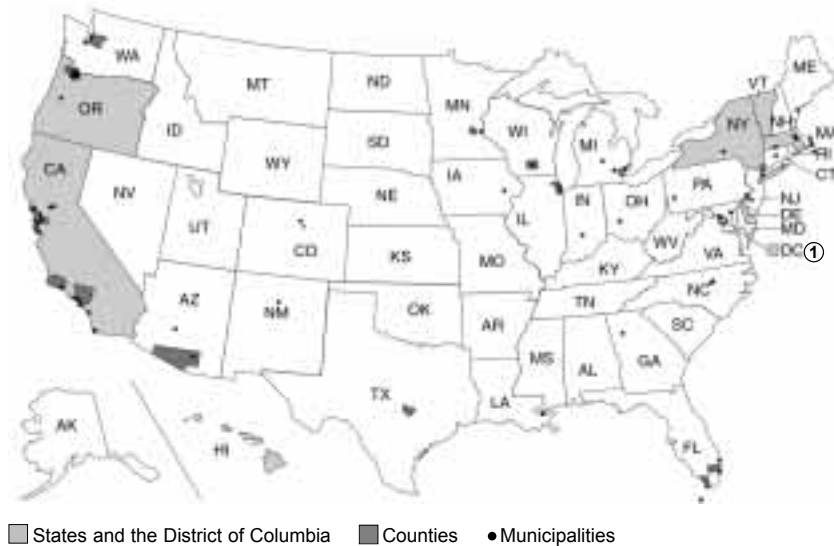 WA
ME
MT
ND
VT
MN
OR
NH
MA
ID
WI
NY
SD
MI
RI
WY
CT
CA
IA
PA
NE
NJ
NV
OH
IN
DE
IL
UT
MD
WV
CO
DC ①
KS
MO
VA
KY
AZ
NC
TN
NM
OK
AR
SC
MS
AL
GA
TX
LA
AK
HI
FL
States and the District of Columbia Counties Municipalities